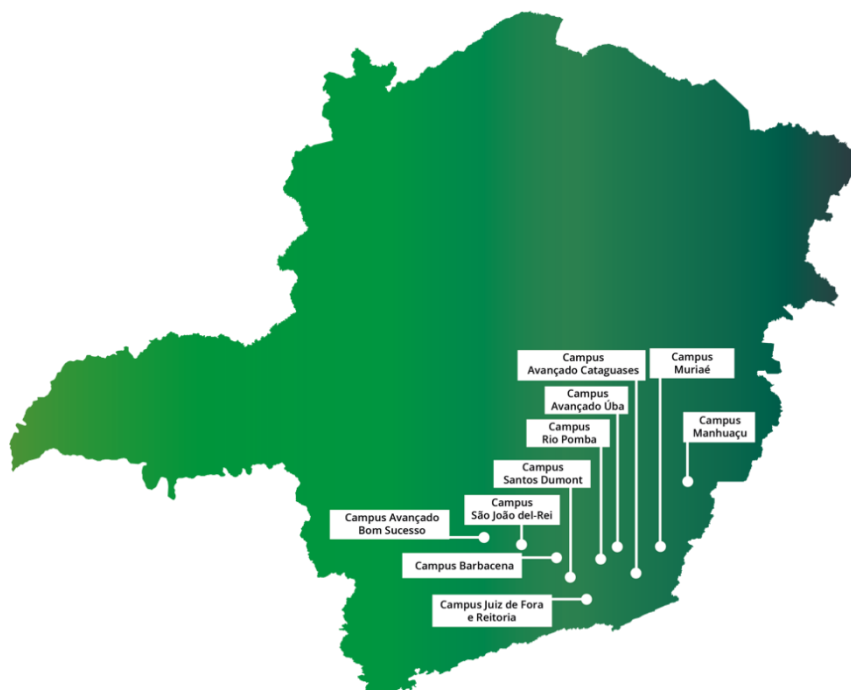 Campus
Avançado Cataguases
Campus
Muriaé
Campus
Avançado Úba
Campus
Rio Pomba
Campus
Manhuaçu
Campus
Santos Dumont
Campus
São João del-Rei
Campus Avançado
Bom Sucesso
Campus Barbacena
Campus Juiz de Fora
e Reitoria